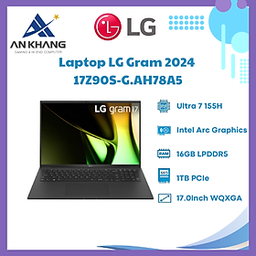 AN KHANG
LG
Laptop LG Gram 2024
17Z90S-G.AH78A5
LG gram 17
Ultra 7 155H
Intel Arc Graphics
16GB LPDDR5
1TB PCIe
17.0Inch WQXGA